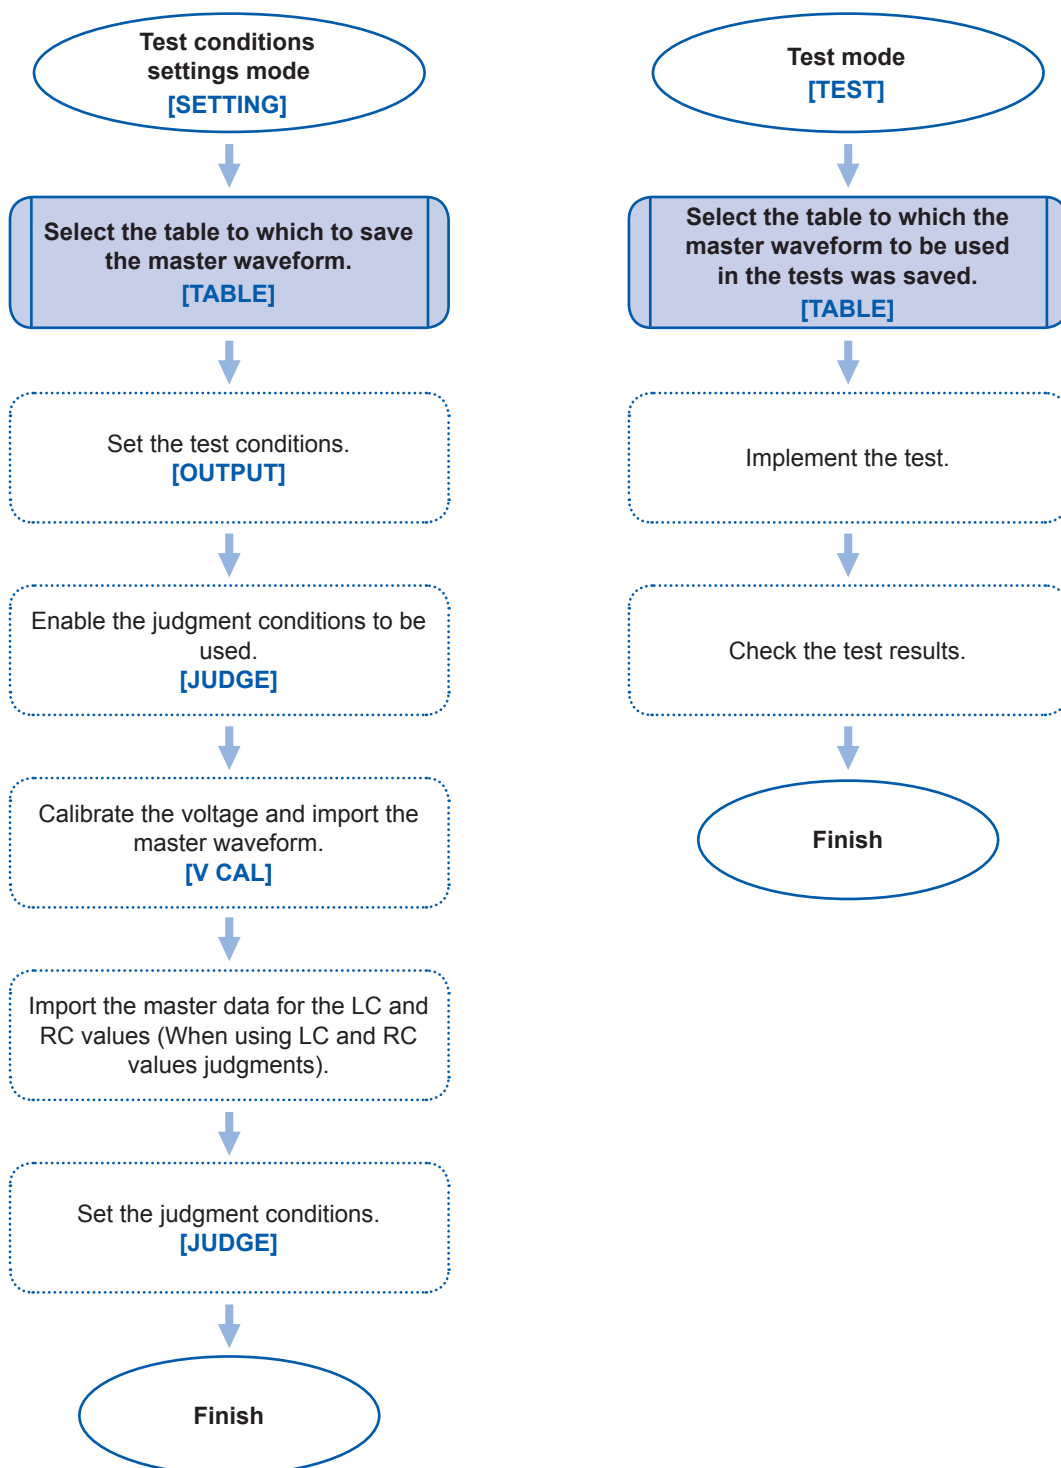 Test conditions
settings mode
[SETTING]
Select the table to which to save
the master waveform.
[TABLE]
Set the test conditions.
[OUTPUT]
Enable the judgment conditions to be
used.
[JUDGE]
Calibrate the voltage and import the
master waveform.
[V CAL]
Import the master data for the LC and
RC values (When using LC and RC
values judgments).
Set the judgment conditions.
[JUDGE]
Finish
Test mode
[TEST]
Select the table to which the
master waveform to be used
in the tests was saved.
[TABLE]
Implement the test.
Check the test results.
Finish